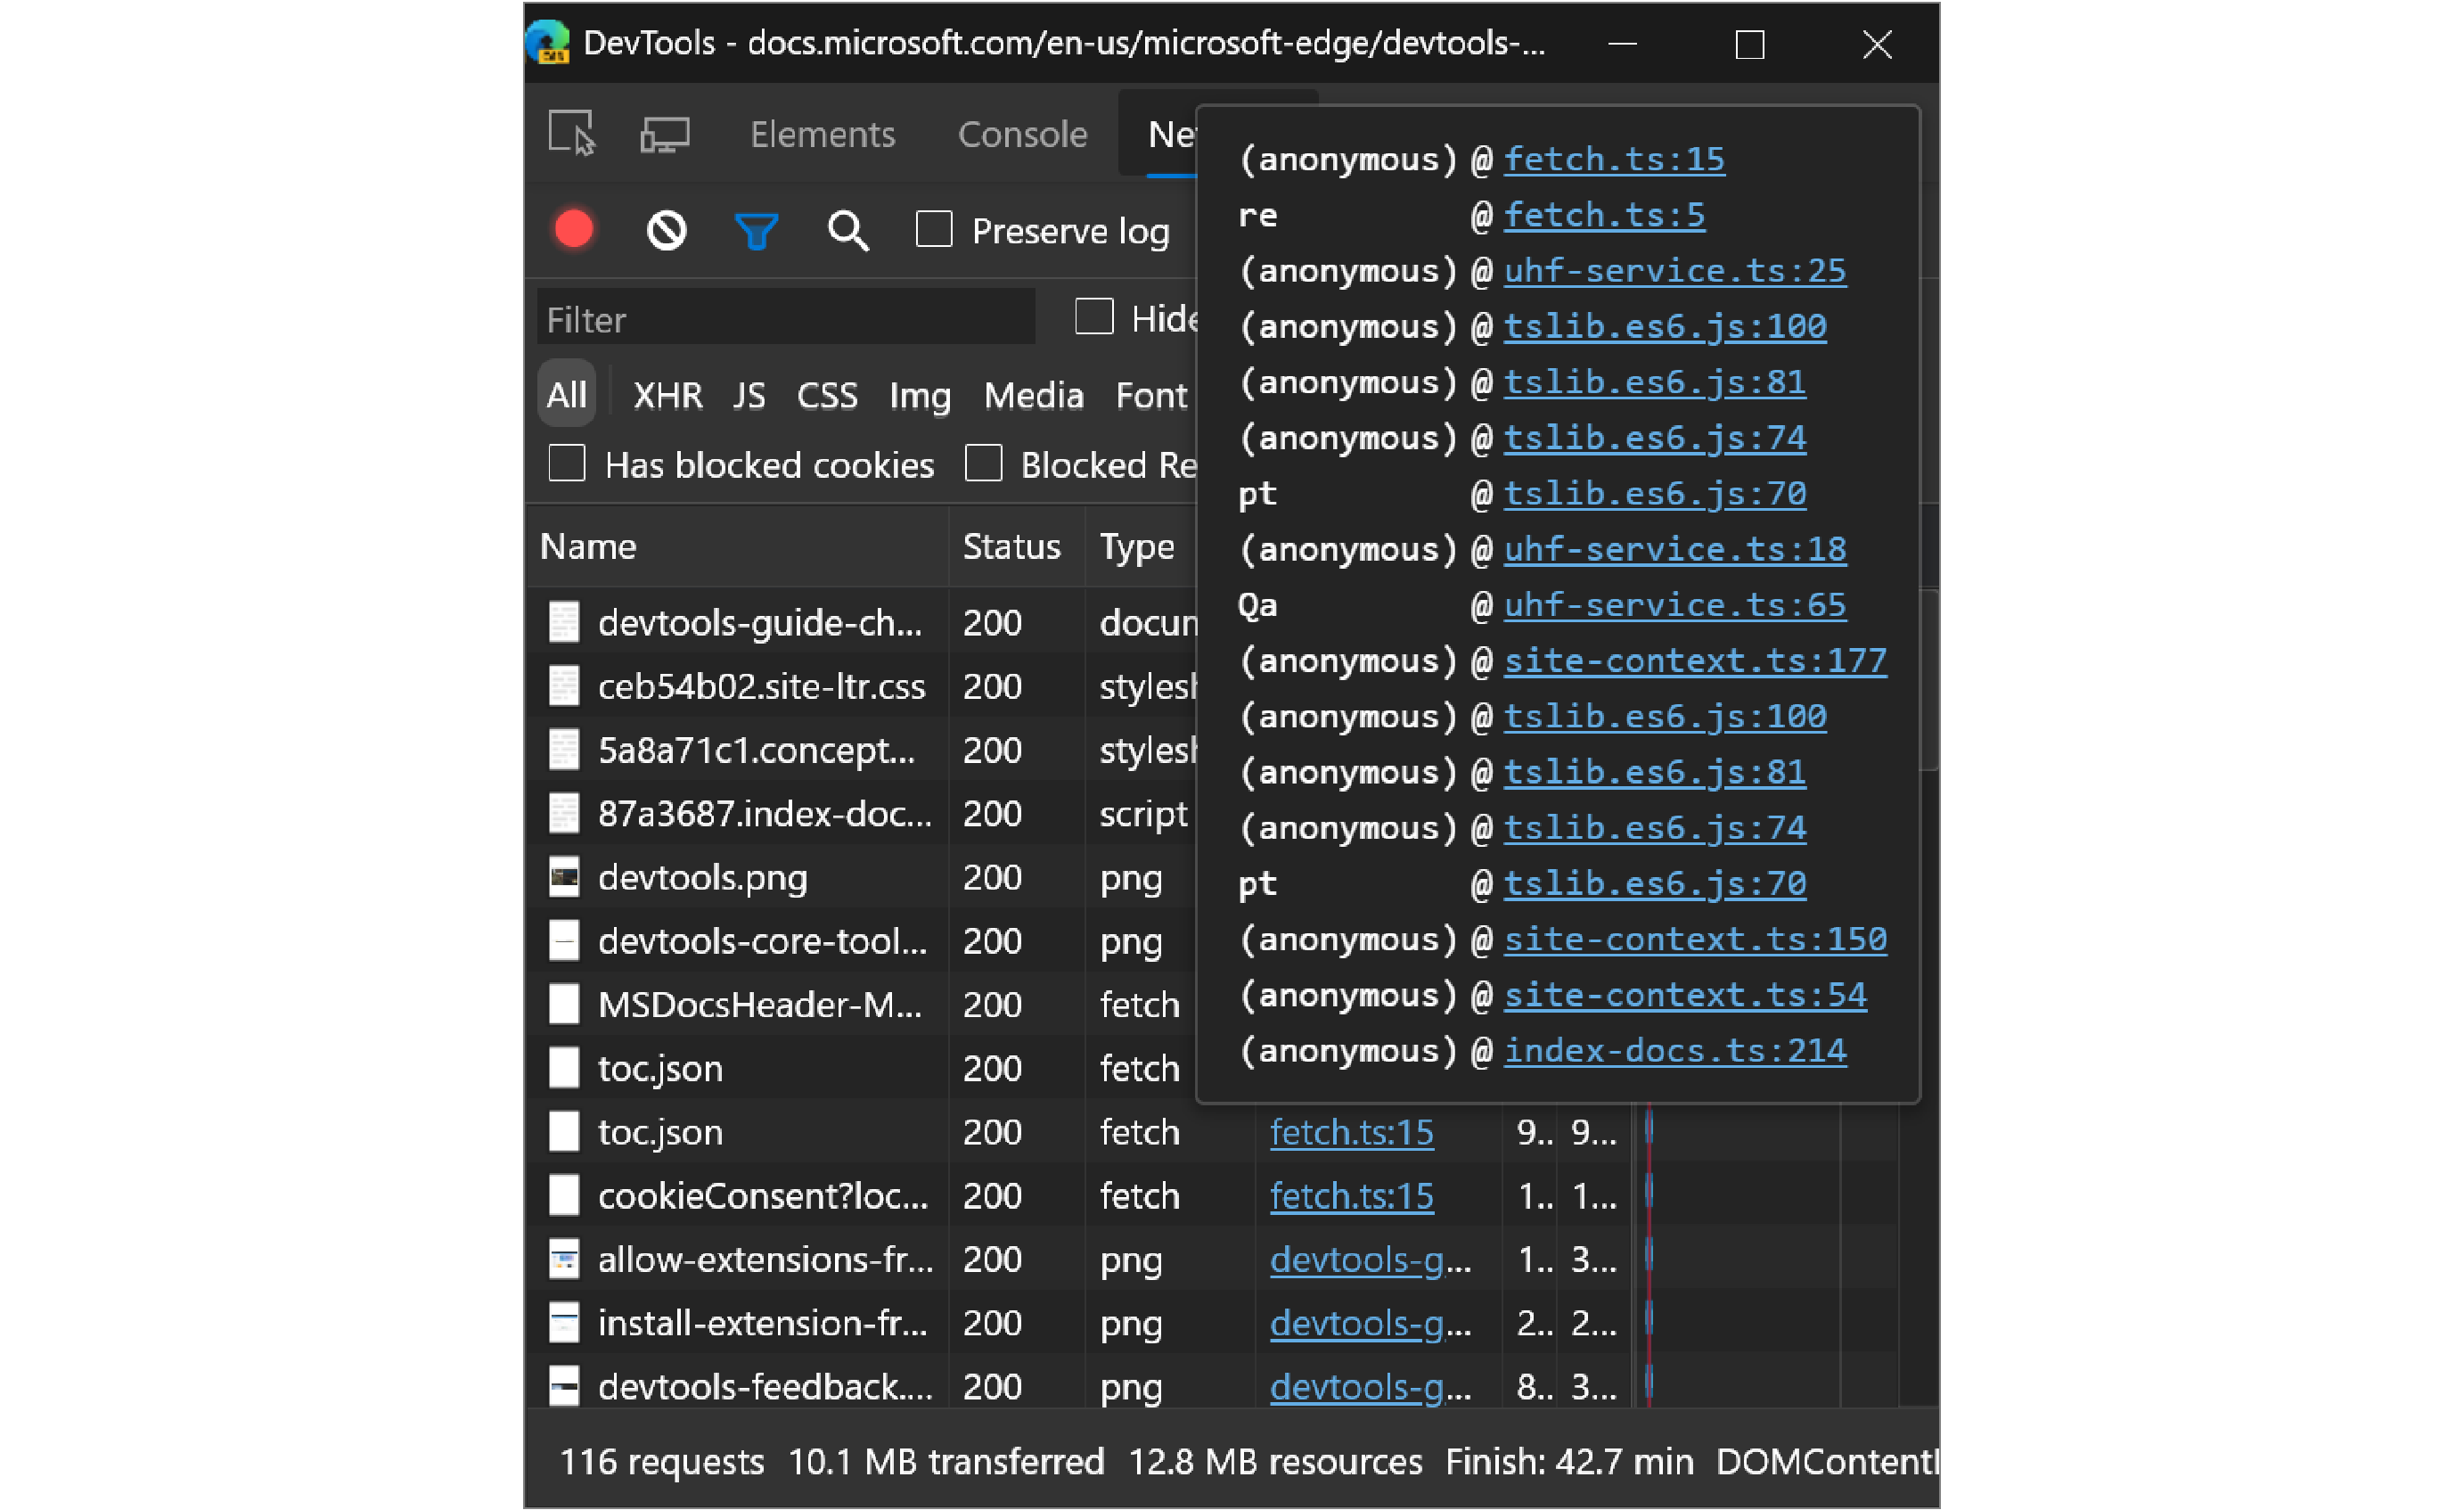 DevTools - docs.microsoft.com/en-us/microsoft-edge/devtools-...
Elements Console Net
Preserve log
Filter Hide
All XHR JS CSS Img Media Font
Has blocked cookies Blocked Re
(anonymous) @ fetch.ts:15
re @ fetch.ts:5
(anonymous) @ uhf-service.ts:25
(anonymous) @ tslib.es6.js:100
(anonymous) @ tslib.es6.js:81
(anonymous) @ tslib.es6.js:74
pt @ tslib.es6.js:70
(anonymous) @ uhf-service.ts:18
Qa @ uhf-service.ts:65
(anonymous) @ site-context.ts:177
(anonymous) @ tslib.es6.js:100
(anonymous) @ tslib.es6.js:81
(anonymous) @ tslib.es6.js:74
pt @ tslib.es6.js:70
(anonymous) @ site-context.ts:150
(anonymous) @ site-context.ts:54
(anonymous) @ index-docs.ts:214
Name Status Type
devtools-guide-ch... 200 docum
ceb54b02.site-ltr.css 200 stylesh
5a8a71c1.concept... 200 stylesh
87a3687.index-doc... 200 script
devtools.png 200 png
devtools-core-tool... 200 png
MSDocsHeader-M... 200 fetch
toc.json 200 fetch
toc.json 200 fetch fetch.ts:15 9.. 9...
cookieConsent?loc... 200 fetch fetch.ts:15 1.. 1...
allow-extensions-fr... 200 png devtools-g... 1.. 3...
install-extension-fr... 200 png devtools-g... 2.. 2...
devtools-feedback.... 200 png devtools-g... 8.. 3...
116 requests 10.1 MB transferred 12.8 MB resources Finish: 42.7 min DOMContentl